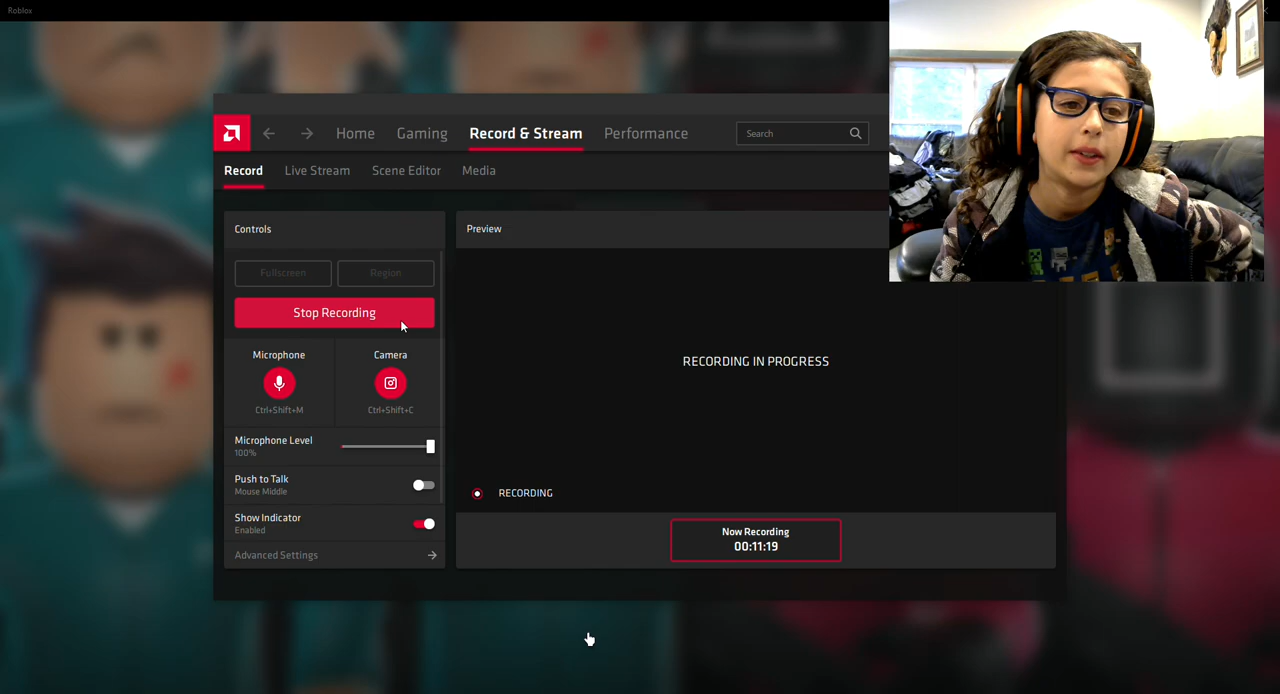 Roblox
Home
Gaming
Record & Stream
Performance
Search
Record
Live Stream
Scene Editor
Media
Controls
Preview
Fullscreen
Region
Stop Recording
Microphone
Camera
Ctrl+Shift+M
Ctrl+Shift+C
RECORDING IN PROGRESS
Microphone Level
100%
Push to Talk
Mouse Middle
RECORDING
Show Indicator
Enabled
Now Recording
00:11:19
Advanced Settings